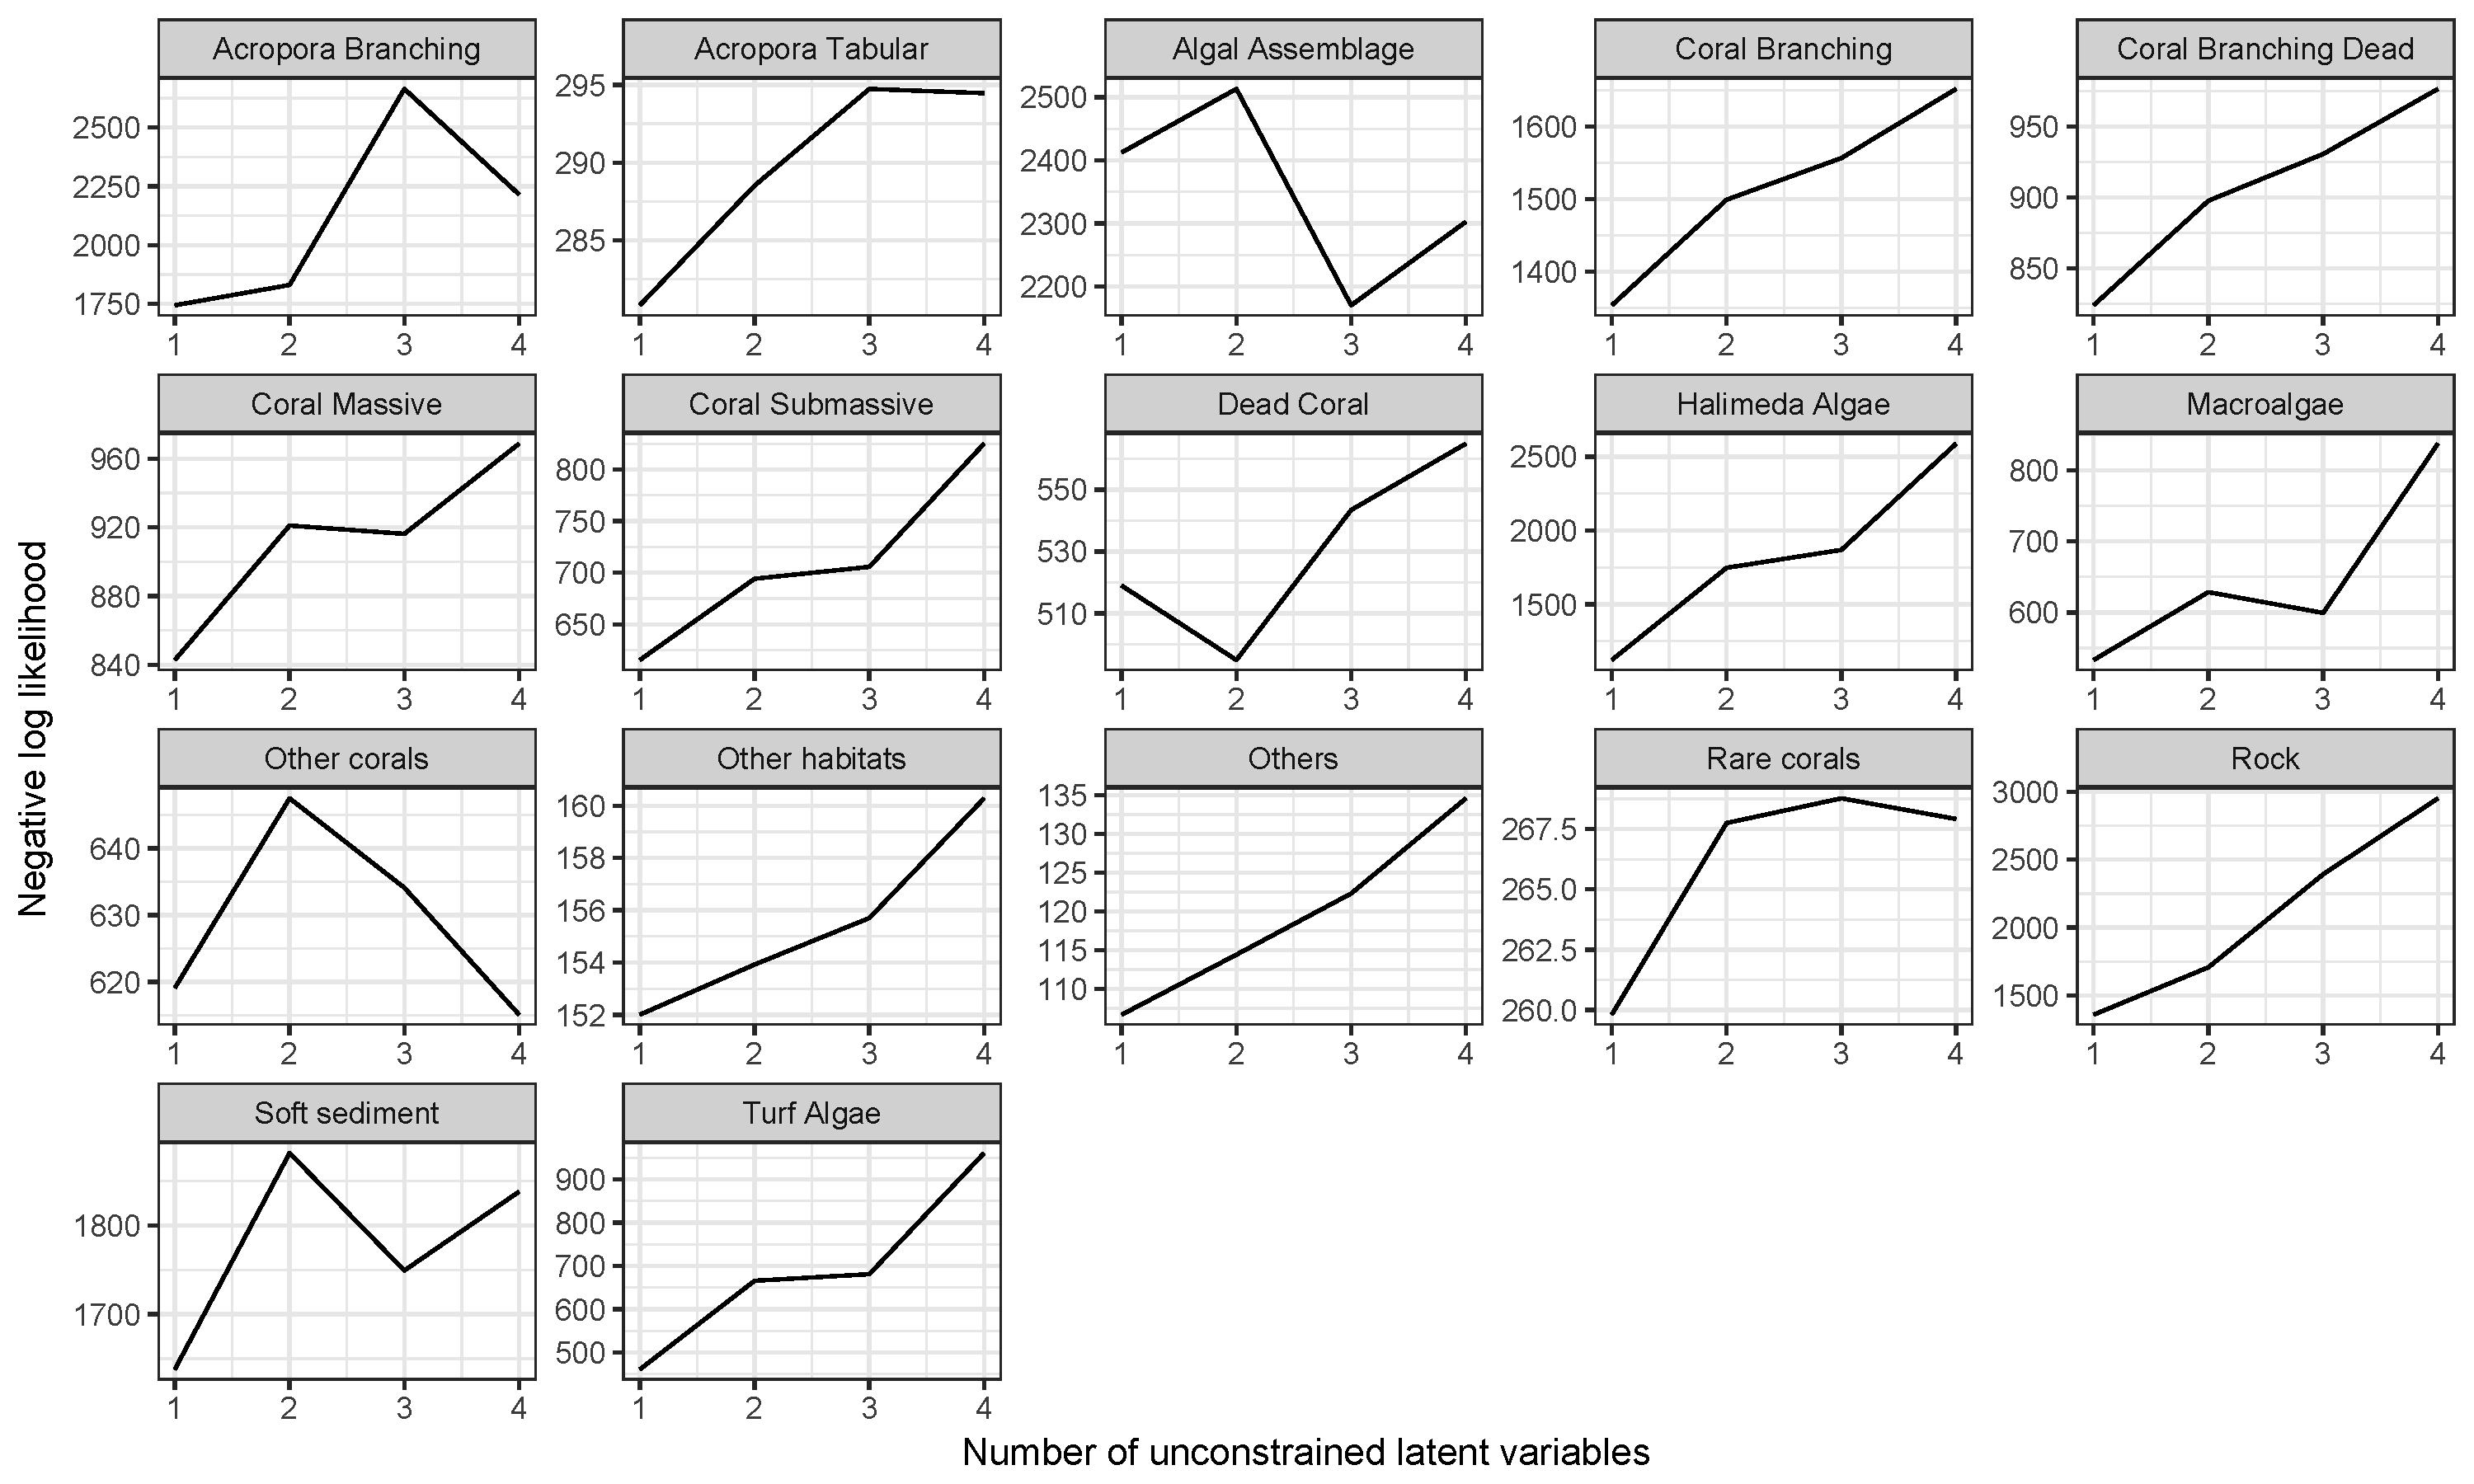 Acropora Branching
Acropora Tabular
Algal Assemblage
Coral Branching
Coral Branching Dead
2500
2250
2000
1750
1 2 3 4
295
290
285
1 2 3 4
2500
2400
2300
2200
1 2 3 4
1600
1500
1400
1 2 3 4
950
900
850
1 2 3 4
Coral Massive
Coral Submassive
Dead Coral
Halimeda Algae
Macroalgae
960
920
880
840
1 2 3 4
800
750
700
650
1 2 3 4
550
530
510
1 2 3 4
2500
2000
1500
1 2 3 4
800
700
600
1 2 3 4
Other corals
Other habitats
Others
Rare corals
Rock
640
630
620
1 2 3 4
160
158
156
154
152
1 2 3 4
135
130
125
120
115
110
1 2 3 4
267.5
265.0
262.5
260.0
1 2 3 4
3000
2500
2000
1500
1 2 3 4
Soft sediment
Turf Algae
1800
1700
1 2 3 4
900
800
700
600
500
1 2 3 4
Negative log likelihood
Number of unconstrained latent variables